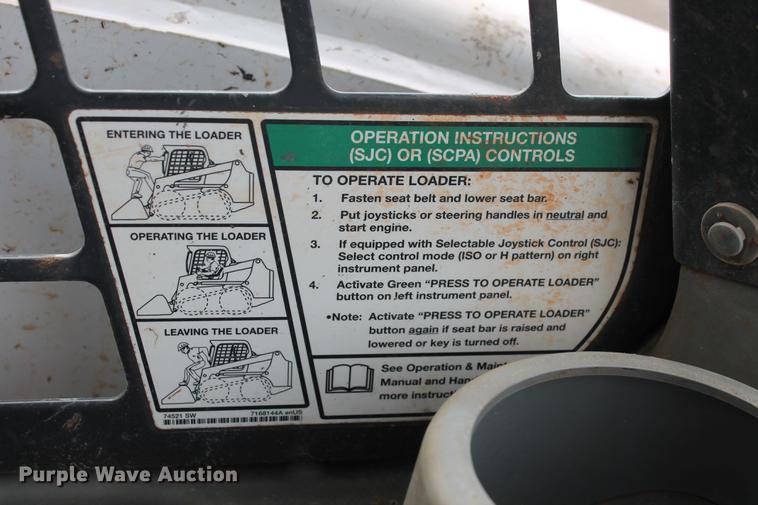 ENTERING THE LOADER
OPERATING THE LOADER
LEAVING THE LOADER
74521 SW 7168144A enUS
OPERATION INSTRUCTIONS
(SJC) OR (SCPA) CONTROLS
TO OPERATE LOADER:
1. Fasten seat belt and lower seat bar.
2. Put joysticks or steering handles in neutral and
start engine.
3. If equipped with Selectable Joystick Control (SJC):
Select control mode (ISO or H pattern) on right
instrument panel.
4. Activate Green “PRESS TO OPERATE LOADER”
button on left instrument panel.
•Note: Activate “PRESS TO OPERATE LOADER”
button again if seat bar is raised and
lowered or key is turned off.
See Operation &
Manual and
more
Purple Wave Auction